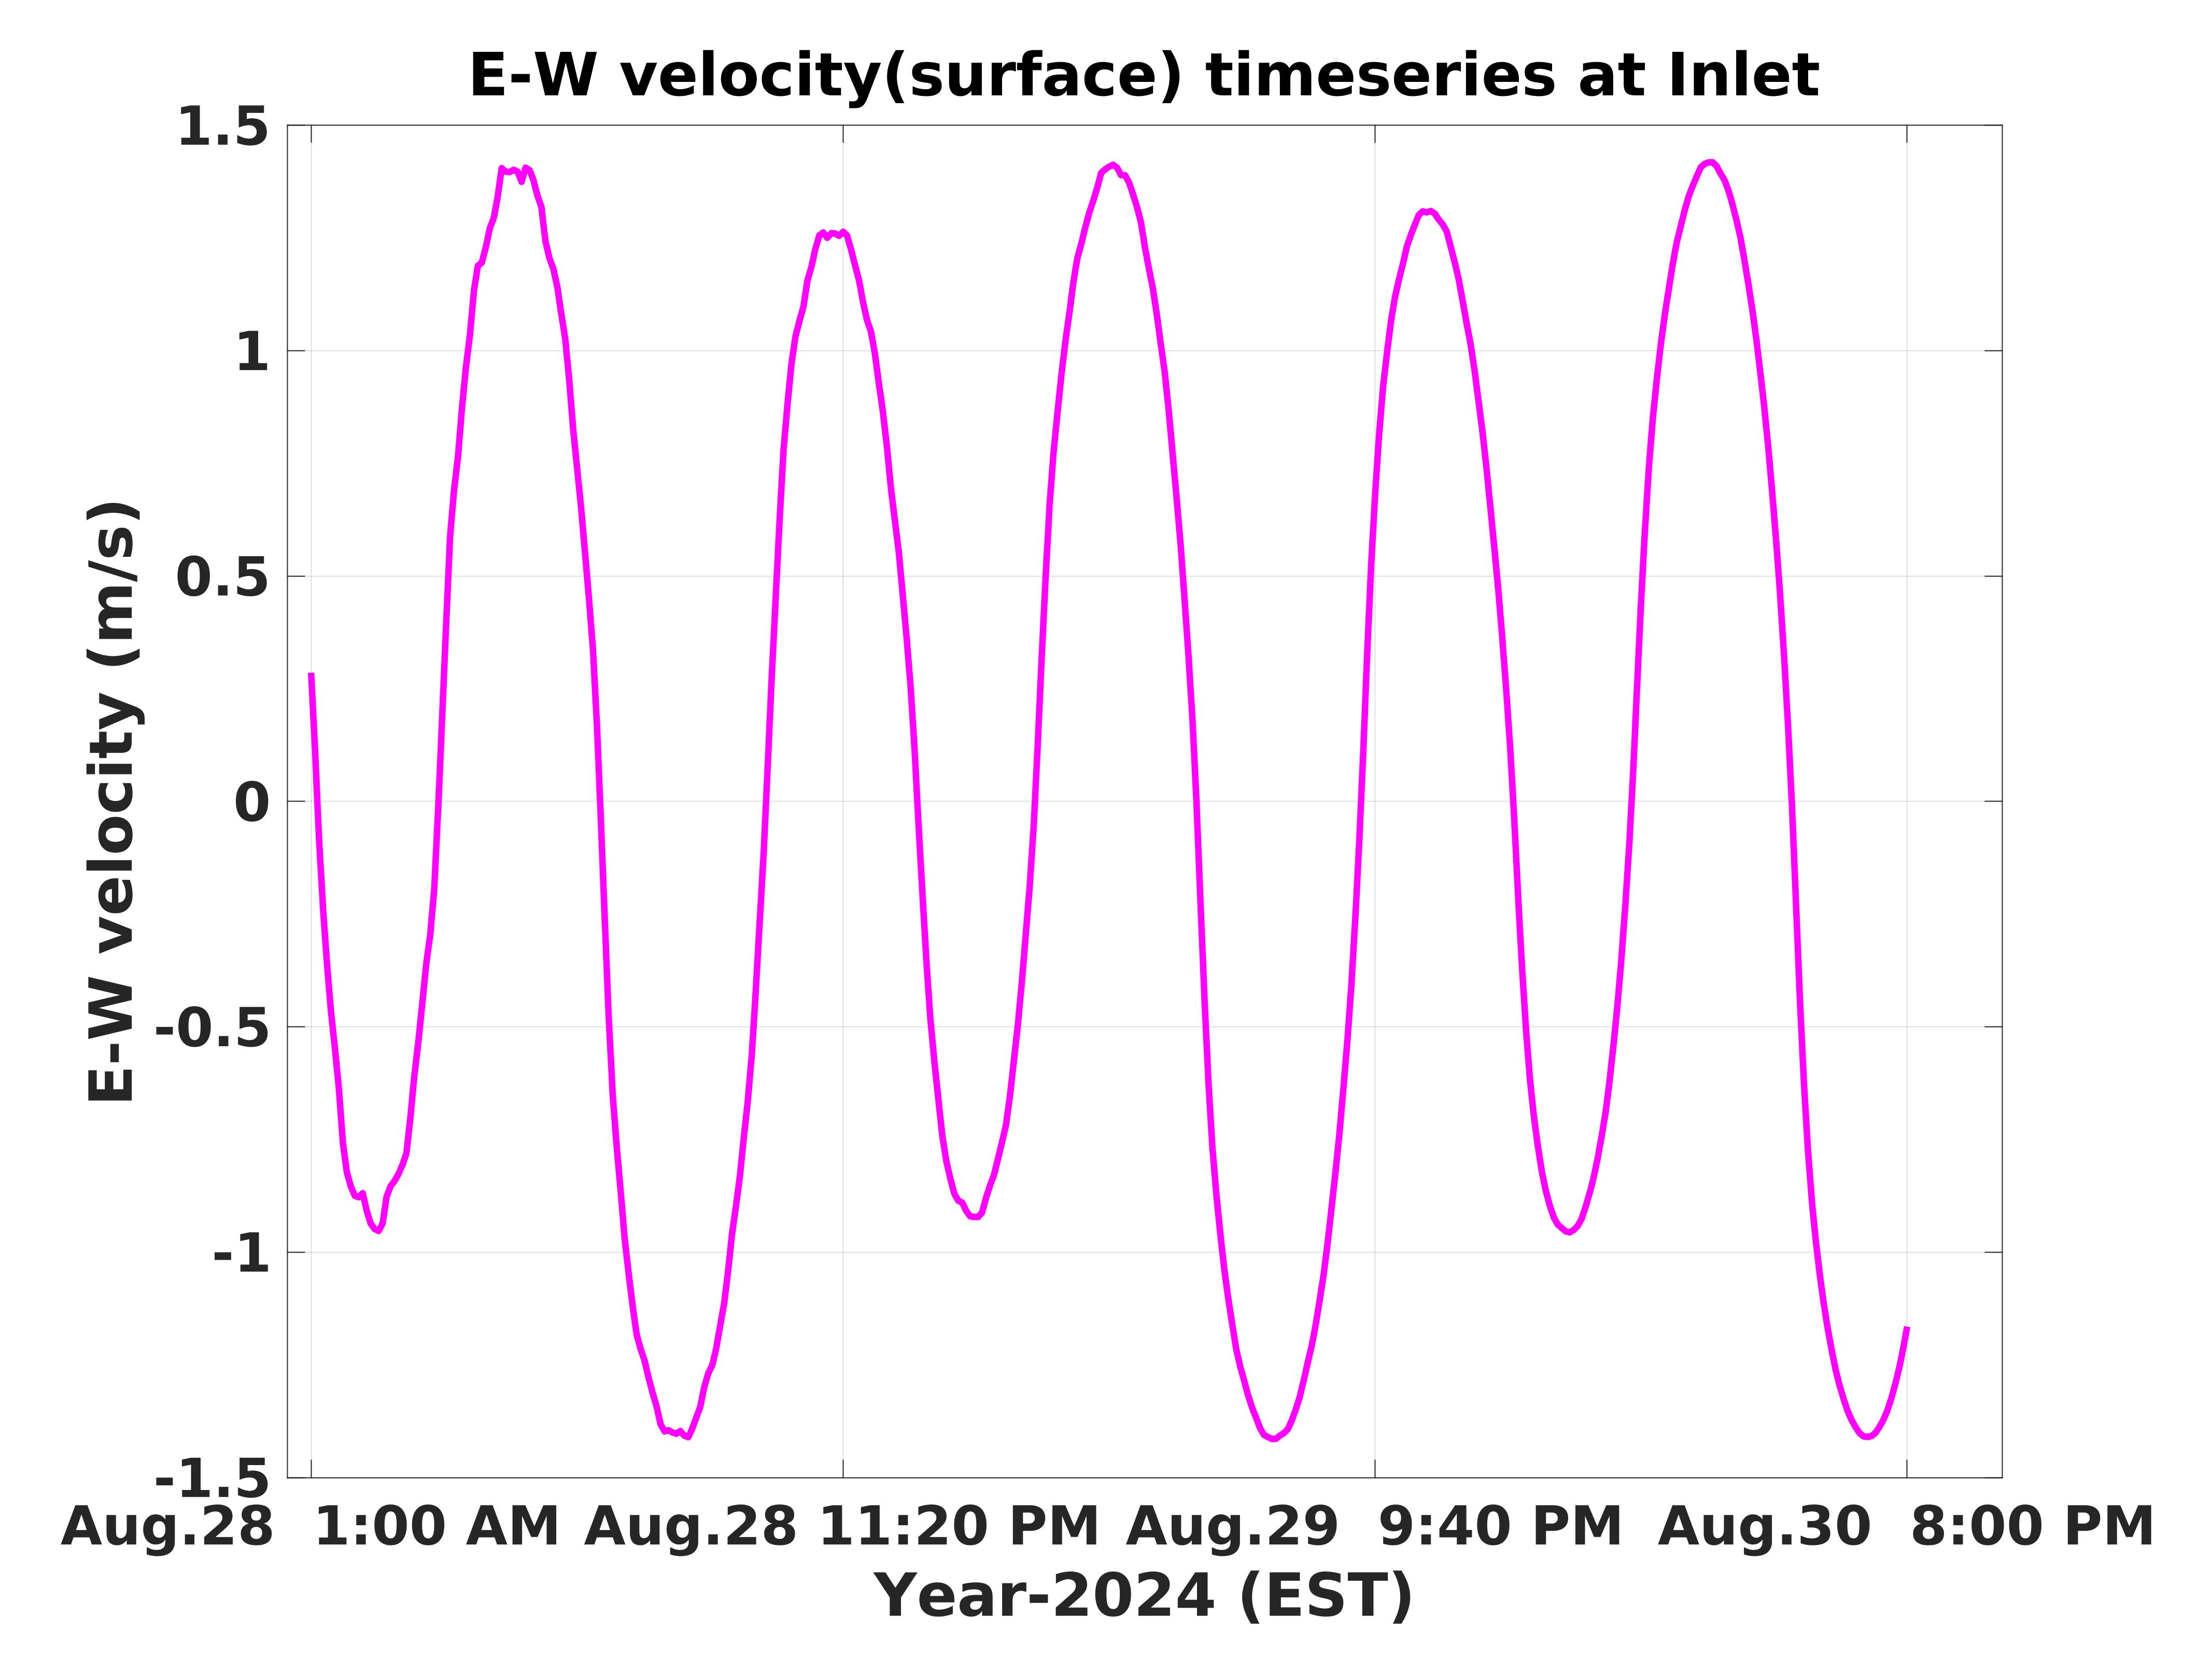 E-W velocity(surface) timeseries at Inlet
1.5
1
0.5
0
-0.5
-1
-1.5
E-W velocity (m/s)
Aug.28 1:00 AM Aug.28 11:20 PM Aug.29 9:40 PM Aug.30 8:00 PM
Year-2024 (EST)